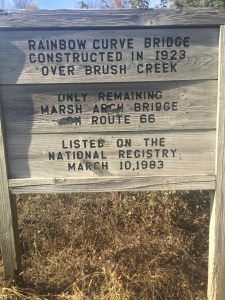 RAINBOW CURVE BRIDGE
CONSTRUCTED IN 1923
OVER BRUSH CREEK
ONLY REMAINING
MARSH ARCH BRIDGE
ON ROUTE 66
LISTED ON THE
NATIONAL REGISTRY
MARCH 10,1983